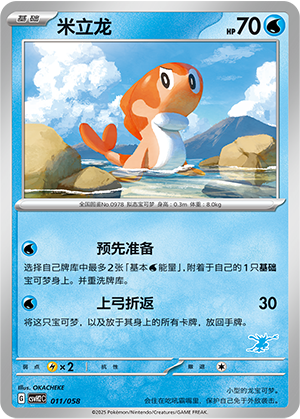 基础 米立龙 HP70
全国图鉴No.0978 拟态宝可梦 身高：0.3m 体重：8.0kg
预先准备
选择自己牌库中最多2张「基本水能量」，附着于自己的1只基础
宝可梦身上。并重洗牌库。
上弓折返 30
将这只宝可梦，以及放于其身上的所有卡牌，放回手牌。
弱点 ×2 抗性 撤退
Illus. OKACHEKE
G CSVH2C 011/058
小型的龙宝可梦。
会住在吃吼霸嘴里，保护自己免于外敌攻击。
©2025 Pokémon/Nintendo/Creatures/GAME FREAK.